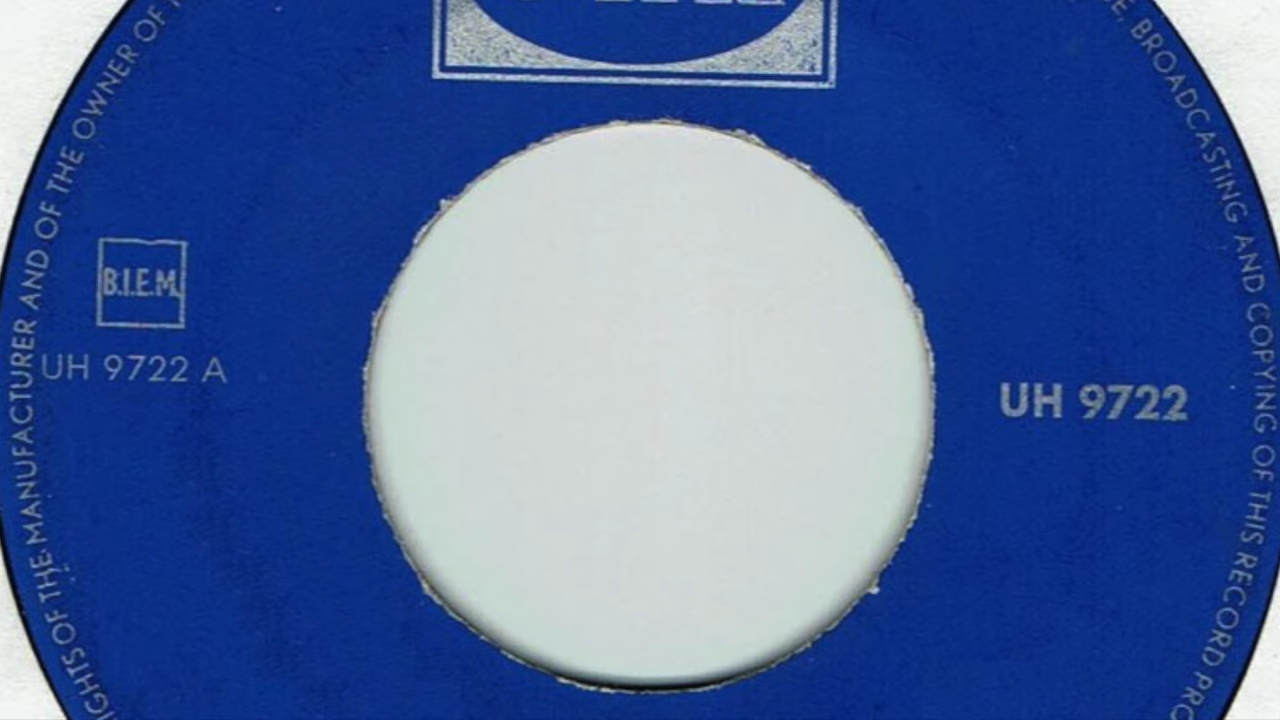 RIGHTS OF THE MANUFACTURER AND OF THE OWNER OF
BROADCASTING AND COPYING OF THIS RECORD
B.I.E.M.
UH 9722 A
UH 9722